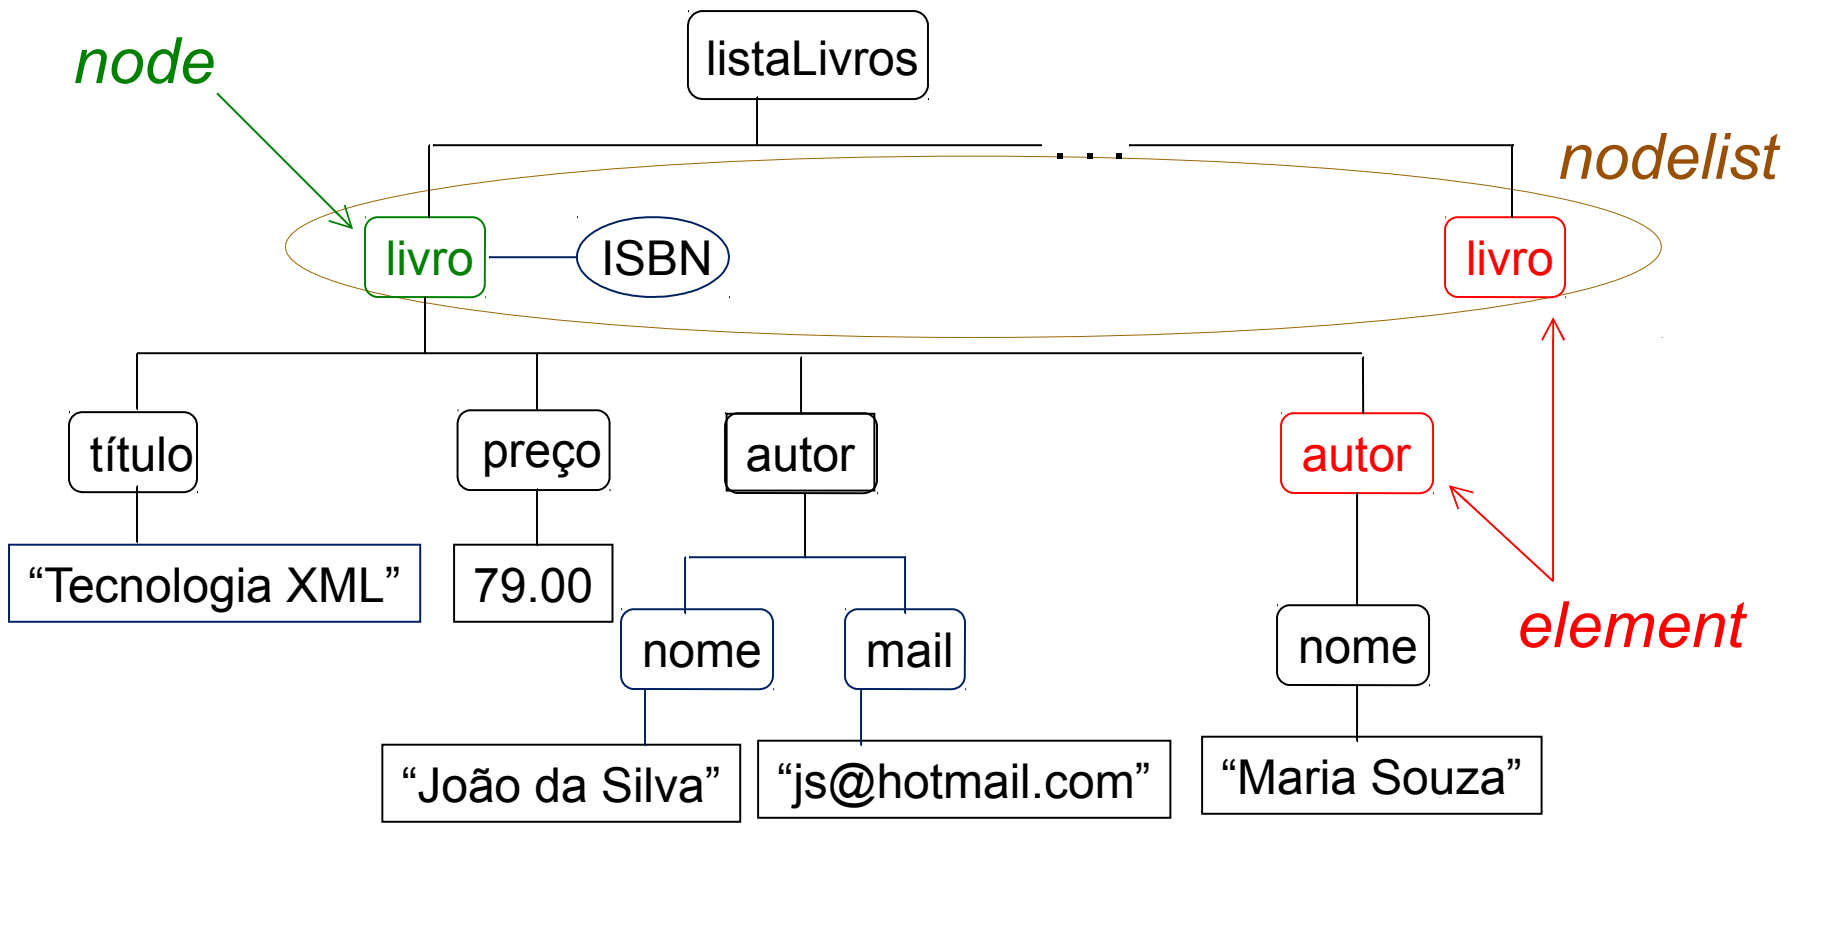 listaLivros
node
. . .
nodelist
livro
ISBN
livro
título
preço
autor
autor
“Tecnologia XML”
79.00
nome
mail
nome
element
“João da Silva”
“js@hotmail.com”
“Maria Souza”